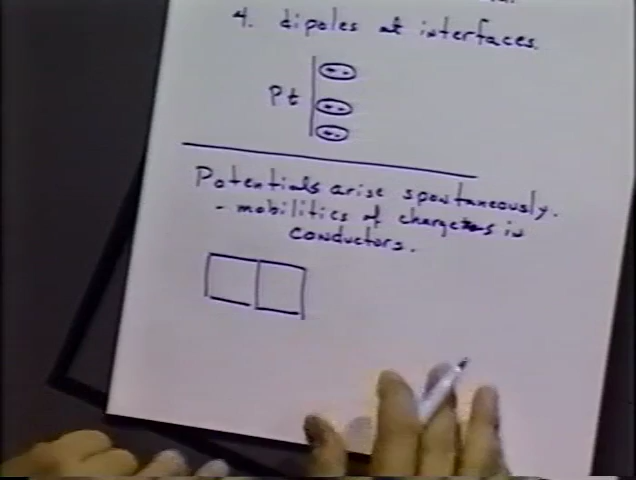 4. dipoles at interfaces.
Pt
Potentials arise spontaneously.
- mobilities of charges in
conductors.